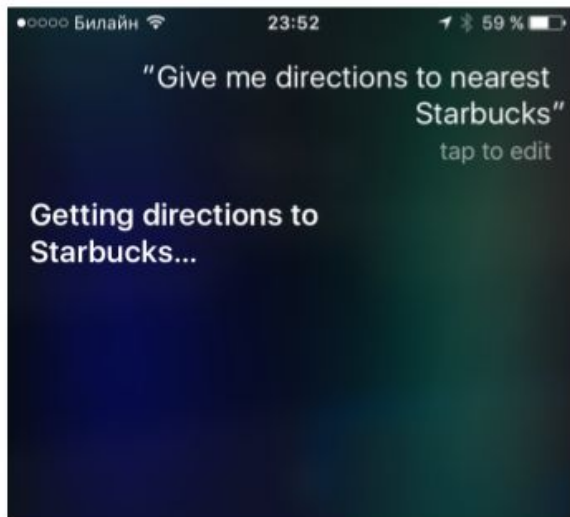 ●○○○○ Билайн 23:52 59 %
“Give me directions to nearest
Starbucks”
tap to edit
Getting directions to
Starbucks...